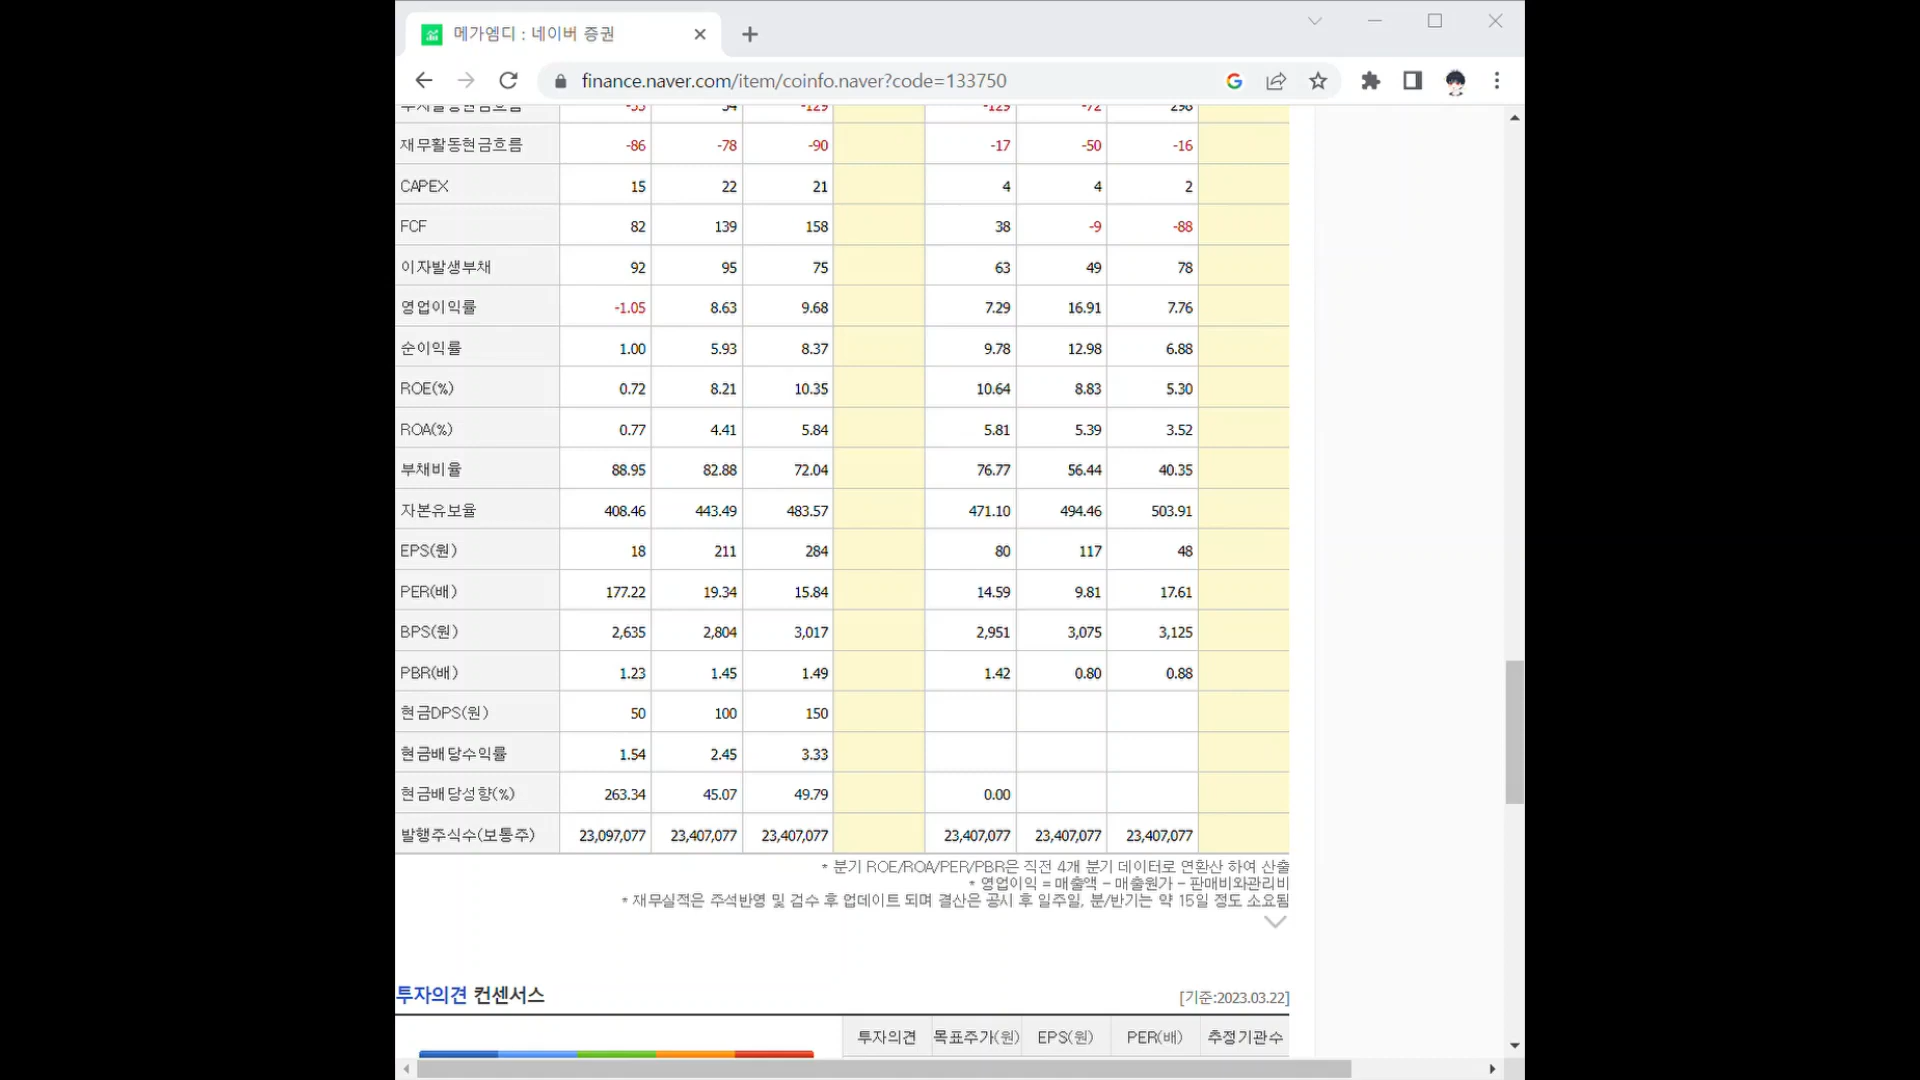 메가엠디 : 네이버 증권
finance.naver.com/item/coinfo.naver?code=133750
재무활동현금흐름 -86 -78 -90 -17 -50 -16
CAPEX 15 22 21 4 4 2
FCF 82 139 158 38 -9 -88
이자발생부채 92 95 75 63 49 78
영업이익률 -1.05 8.63 9.68 7.29 16.91 7.76
순이익률 1.00 5.93 8.37 9.78 12.98 6.88
ROE(%) 0.72 8.21 10.35 10.64 8.83 5.30
ROA(%) 0.77 4.41 5.84 5.81 5.39 3.52
부채비율 88.95 82.88 72.04 76.77 56.44 40.35
자본유보율 408.46 443.49 483.57 471.10 494.46 503.91
EPS(원) 18 211 284 80 117 48
PER(배) 177.22 19.34 15.84 14.59 9.81 17.61
BPS(원) 2,635 2,804 3,017 2,951 3,075 3,125
PBR(배) 1.23 1.45 1.49 1.42 0.80 0.88
현금DPS(원) 50 100 150
현금배당수익률 1.54 2.45 3.33
현금배당성향(%) 263.34 45.07 49.79 0.00
발행주식수(보통주) 23,097,077 23,407,077 23,407,077 23,407,077 23,407,077 23,407,077
* 분기 ROE/ROA/PER/PBR은 직전 4개 분기 데이터로 연환산 하여 산출
* 영업이익 = 매출액 - 매출원가 - 판매비와관리비
* 재무실적은 주석반영 및 검수 후 업데이트 되며 결산은 공시 후 일주일, 분/반기는 약 15일 정도 소요됨
투자의견 컨센서스 [기준:2023.03.22]
투자의견 목표주가(원) EPS(원) PER(배) 추정기관수